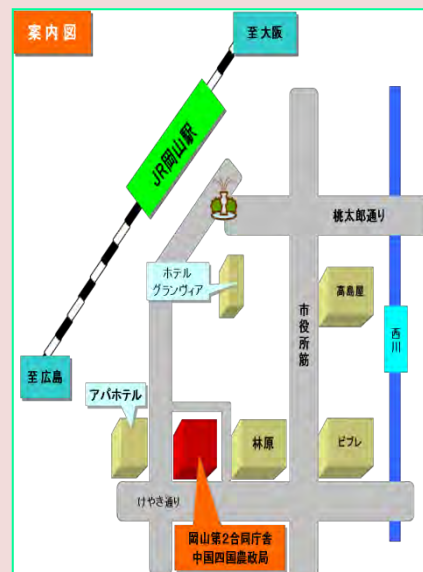 案内図
至大阪
JR岡山駅
桃太郎通り
ホテル
グランヴィア
高島屋
市役所筋
西川
至広島
アパホテル
林原
ビブレ
けやき通り
岡山第2合同庁舎
中国四国農政局